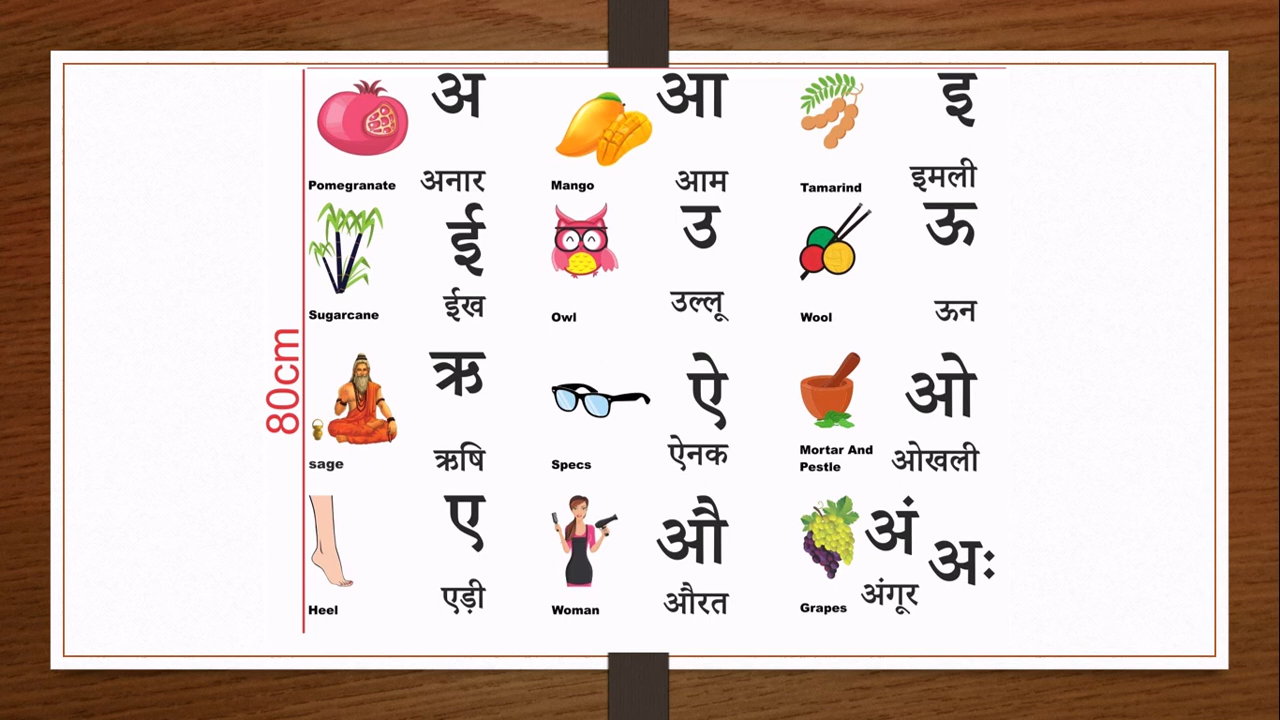 अ
Pomegranate अनार
आ
Mango आम
इ
Tamarind इमली
ई
Sugarcane ईख
उ
Owl उल्लू
ऊ
Wool ऊन
80cm
ऋ
sage ऋषि
ऐ
Specs ऐनक
ओ
Mortar And
Pestle ओखली
ए
Heel एड़ी
औ
Woman औरत
अं अः
Grapes अंगूर